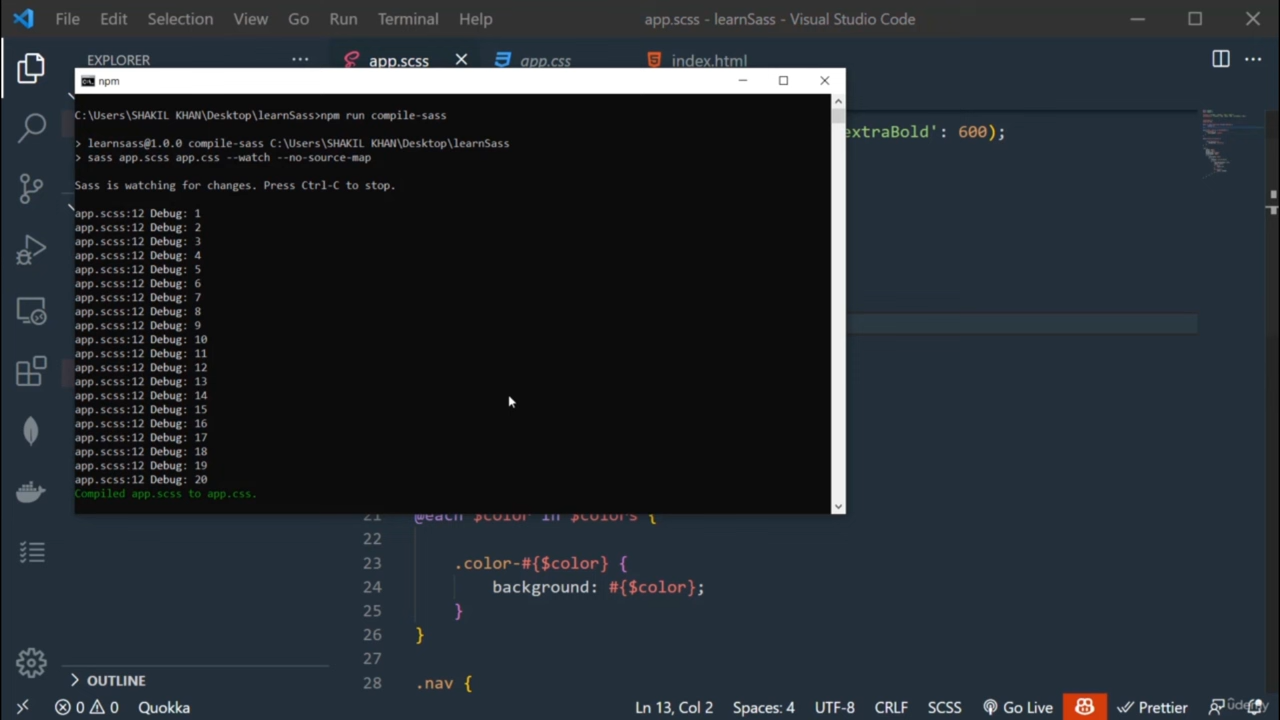 File Edit Selection View Go Run Terminal Help app.scss - learnSass - Visual Studio Code
EXPLORER app.scss app.css index.html
npm
C:\Users\SHAKIL KHAN\Desktop\learnSass>npm run compile-sass
extraBold': 600);
> learnsass@1.0.0 compile-sass C:\Users\SHAKIL KHAN\Desktop\learnSass
> sass app.scss app.css --watch --no-source-map
Sass is watching for changes. Press Ctrl-C to stop.
app.scss:12 Debug: 1
app.scss:12 Debug: 2
app.scss:12 Debug: 3
app.scss:12 Debug: 4
app.scss:12 Debug: 5
app.scss:12 Debug: 6
app.scss:12 Debug: 7
app.scss:12 Debug: 8
app.scss:12 Debug: 9
app.scss:12 Debug: 10
app.scss:12 Debug: 11
app.scss:12 Debug: 12
app.scss:12 Debug: 13
app.scss:12 Debug: 14
app.scss:12 Debug: 15
app.scss:12 Debug: 16
app.scss:12 Debug: 17
app.scss:12 Debug: 18
app.scss:12 Debug: 19
app.scss:12 Debug: 20
Compiled app.scss to app.css.
21 @each $color in $colors {
22
23 .color-#{$color} {
24 background: #{$color};
25 }
26 }
27
28 .nav {
OUTLINE
0 0 Quokka Ln 13, Col 2 Spaces: 4 UTF-8 CRLF SCSS Go Live Prettier
udemy